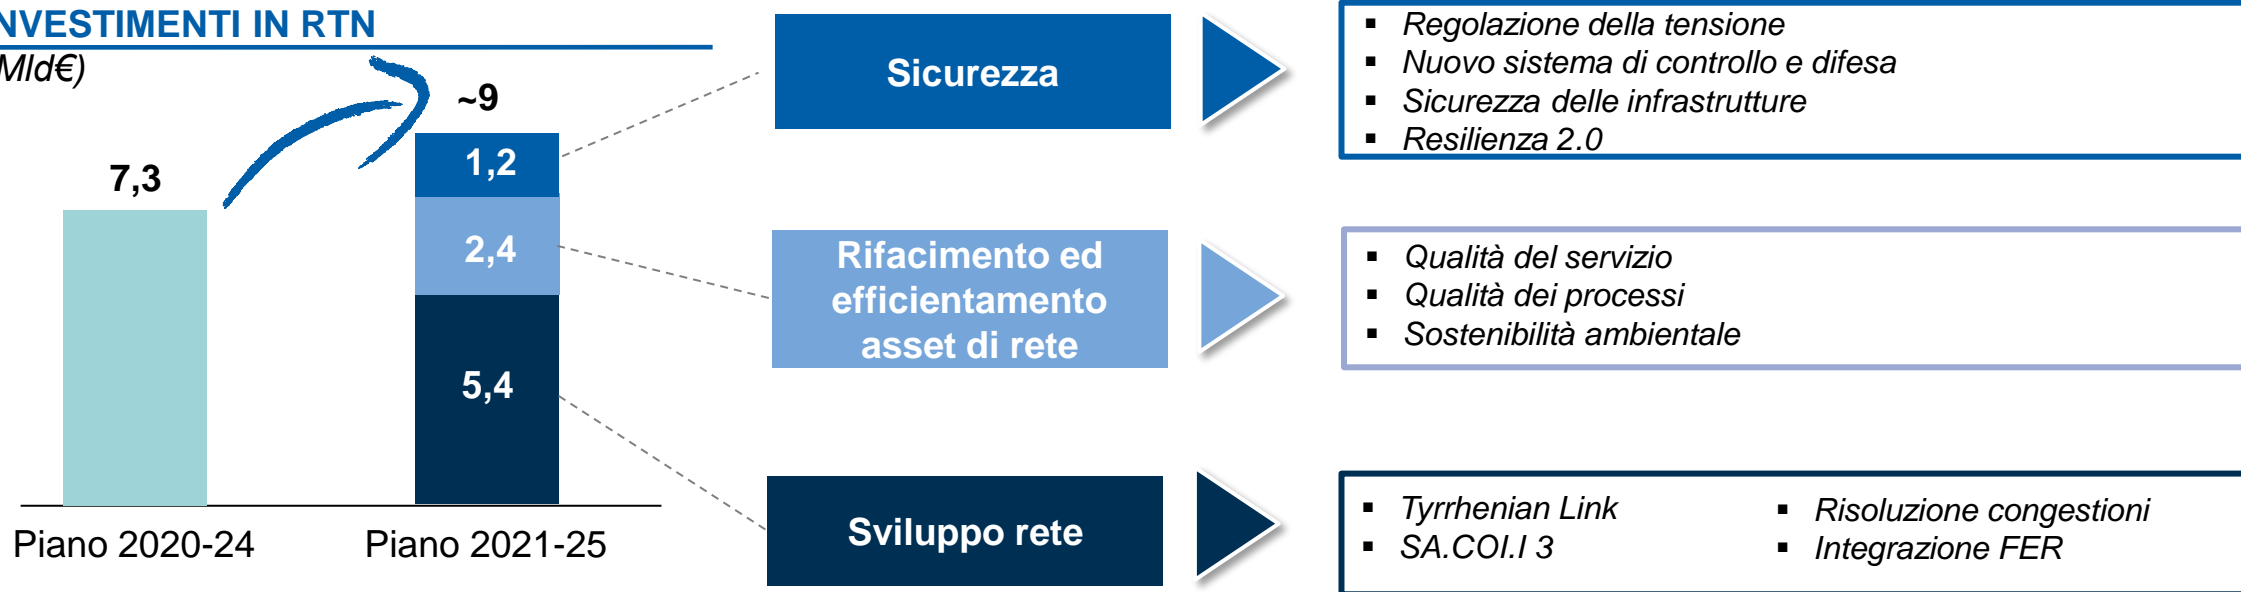 NVESTIMENTI IN RTN
Mld€)
7,3
~9
1,2
2,4
5,4
Piano 2020-24
Piano 2021-25
Sicurezza
▪ Regolazione della tensione
▪ Nuovo sistema di controllo e difesa
▪ Sicurezza delle infrastrutture
▪ Resilienza 2.0
Rifacimento ed
efficientamento
asset di rete
▪ Qualità del servizio
▪ Qualità dei processi
▪ Sostenibilità ambientale
Sviluppo rete
▪ Tyrrhenian Link
▪ SA.COI.I 3
▪ Risoluzione congestioni
▪ Integrazione FER